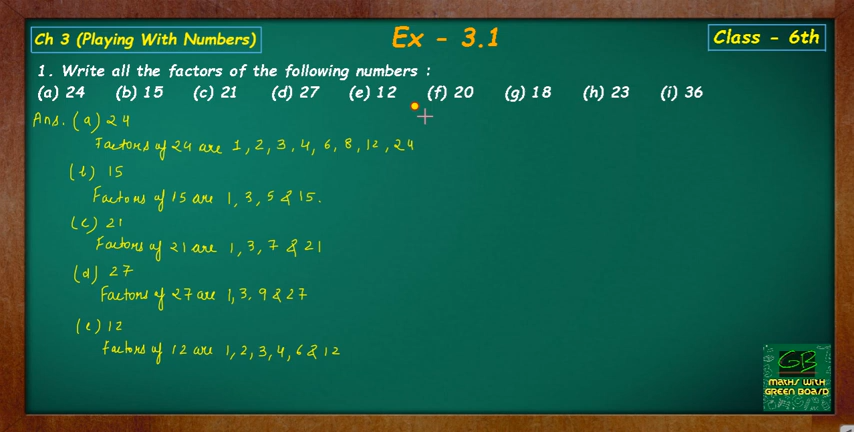 Ch 3 (Playing With Numbers)
Ex - 3.1
Class - 6th
1. Write all the factors of the following numbers :
(a) 24 (b) 15 (c) 21 (d) 27 (e) 12 (f) 20 (g) 18 (h) 23 (i) 36
Ans. (a) 24
Factors of 24 are 1, 2, 3, 4, 6, 8, 12, 24
(b) 15
Factors of 15 are 1, 3, 5 & 15.
(c) 21
Factors of 21 are 1, 3, 7 & 21
(d) 27
Factors of 27 are 1, 3, 9 & 27
(e) 12
Factors of 12 are 1, 2, 3, 4, 6 & 12
GB
MATHS WITH
GREEN BOARD